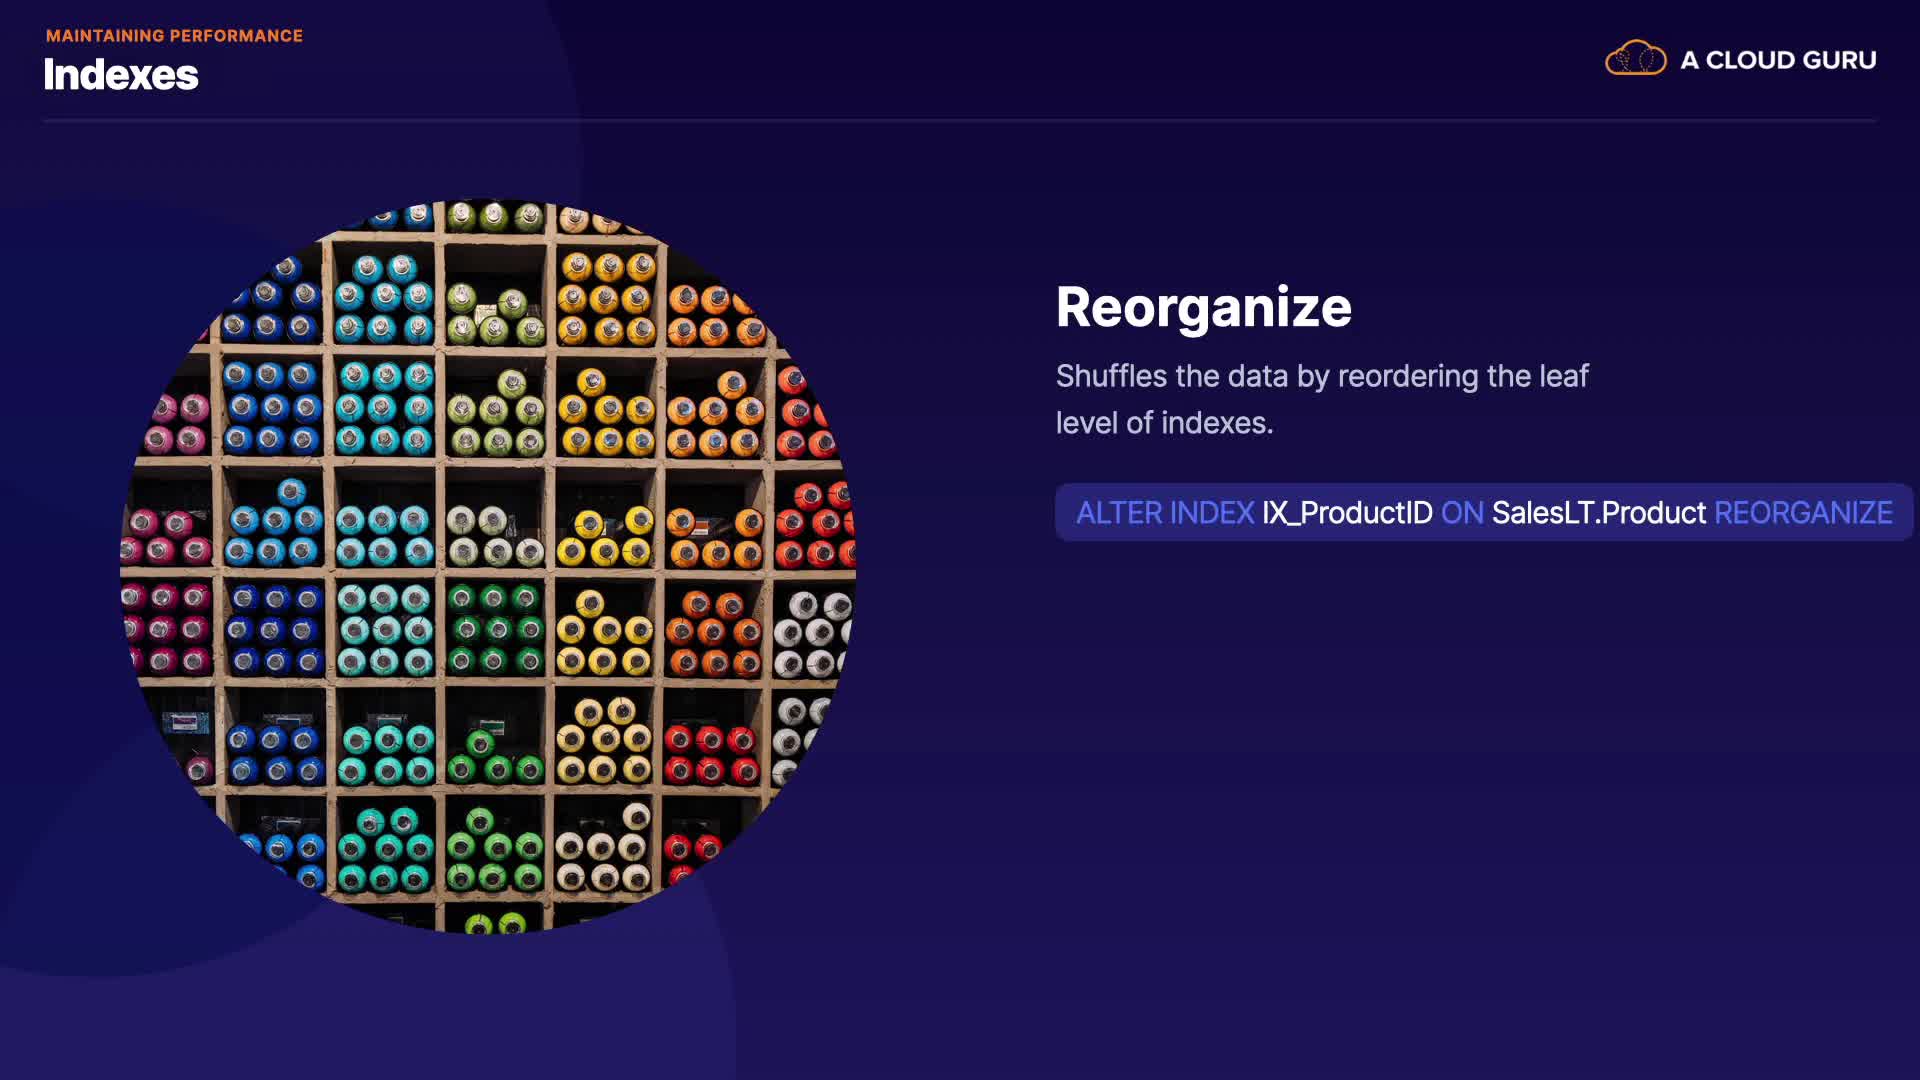 MAINTAINING PERFORMANCE
Indexes
A CLOUD GURU
Reorganize
Shuffles the data by reordering the leaf
level of indexes.
ALTER INDEX IX_ProductID ON SalesLT.Product REORGANIZE